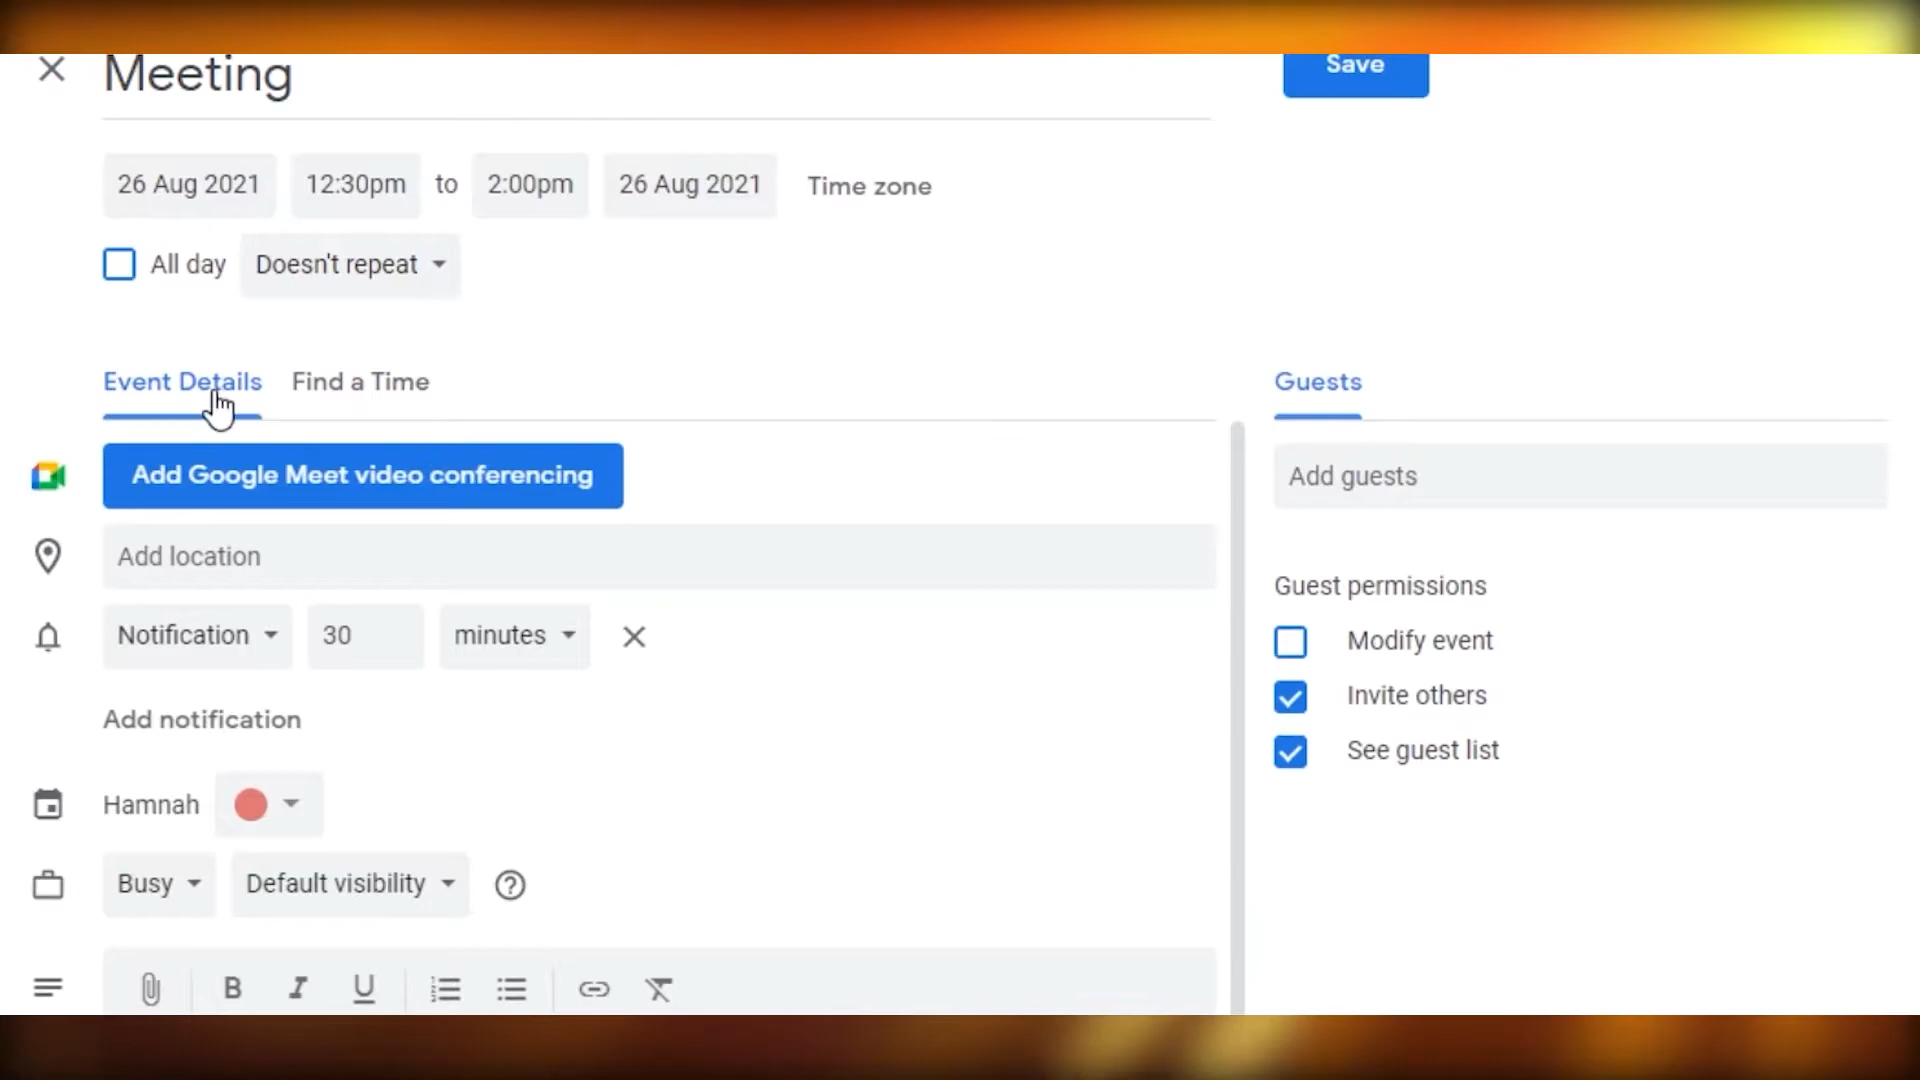 Meeting
Save
26 Aug 2021 12:30pm to 2:00pm 26 Aug 2021 Time zone
All day Doesn't repeat
Event Details Find a Time
Guests
Add Google Meet video conferencing
Add guests
Add location
Guest permissions
Notification 30 minutes
Modify event
Invite others
Add notification
See guest list
Hamnah
Busy Default visibility
B I U